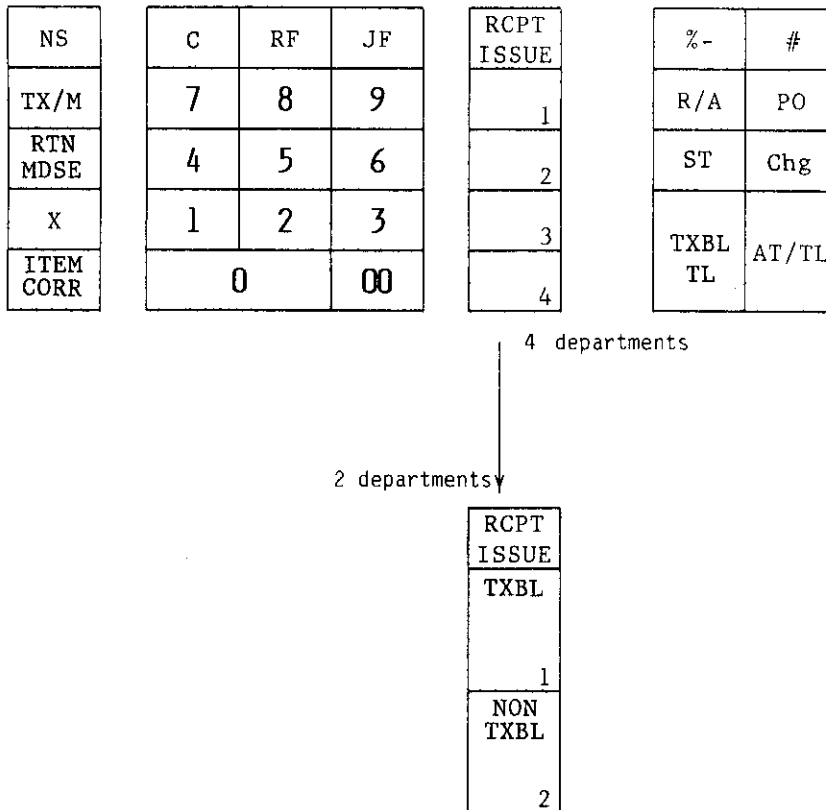 NS
TX/M
RTN
MDSE
X
ITEM
CORR
C RF JF
7 8 9
4 5 6
1 2 3
0 00
RCPT
ISSUE
1
2
3
4
%- #
R/A PO
ST Chg
TXBL
TL
AT/TL
4 departments
2 departments
RCPT
ISSUE
TXBL
1
NON
TXBL
2